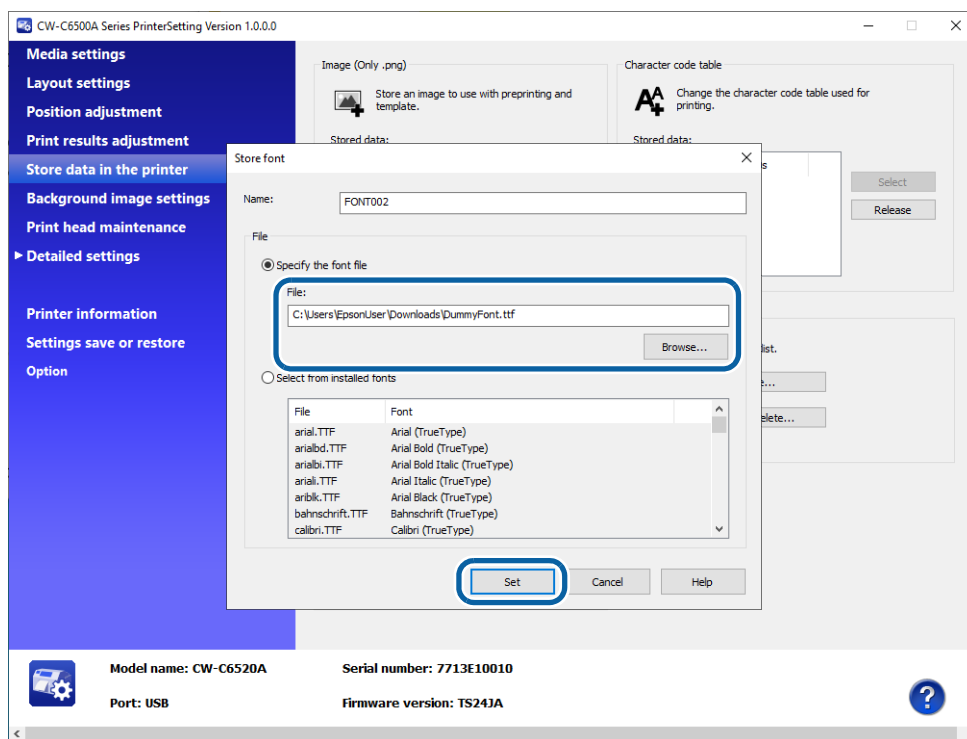 CW-C6500A Series PrinterSetting Version 1.0.0.0
Media settings
Layout settings
Position adjustment
Print results adjustment
Store data in the printer
Background image settings
Print head maintenance
Detailed settings
Printer information
Settings save or restore
Option
Image (Only .png)
Store an image to use with preprinting and
template.
Stored data:
Character code table
Change the character code table used for
printing.
Stored data:
s
Select
Release
list.
...
elete...
Store font
Name:
FONT002
File
Specify the font file
File:
C:\Users\EpsonUser\Downloads\DummyFont.ttf
Browse...
Select from installed fonts
File Font
arial.TTF Arial (TrueType)
arialbd.TTF Arial Bold (TrueType)
arialbi.TTF Arial Bold Italic (TrueType)
ariali.TTF Arial Italic (TrueType)
ariblk.TTF Arial Black (TrueType)
bahnschrift.TTF Bahnschrift (TrueType)
calibri.TTF Calibri (TrueType)
Set Cancel Help
Model name: CW-C6520A Serial number: 7713E10010
Port: USB Firmware version: TS24JA